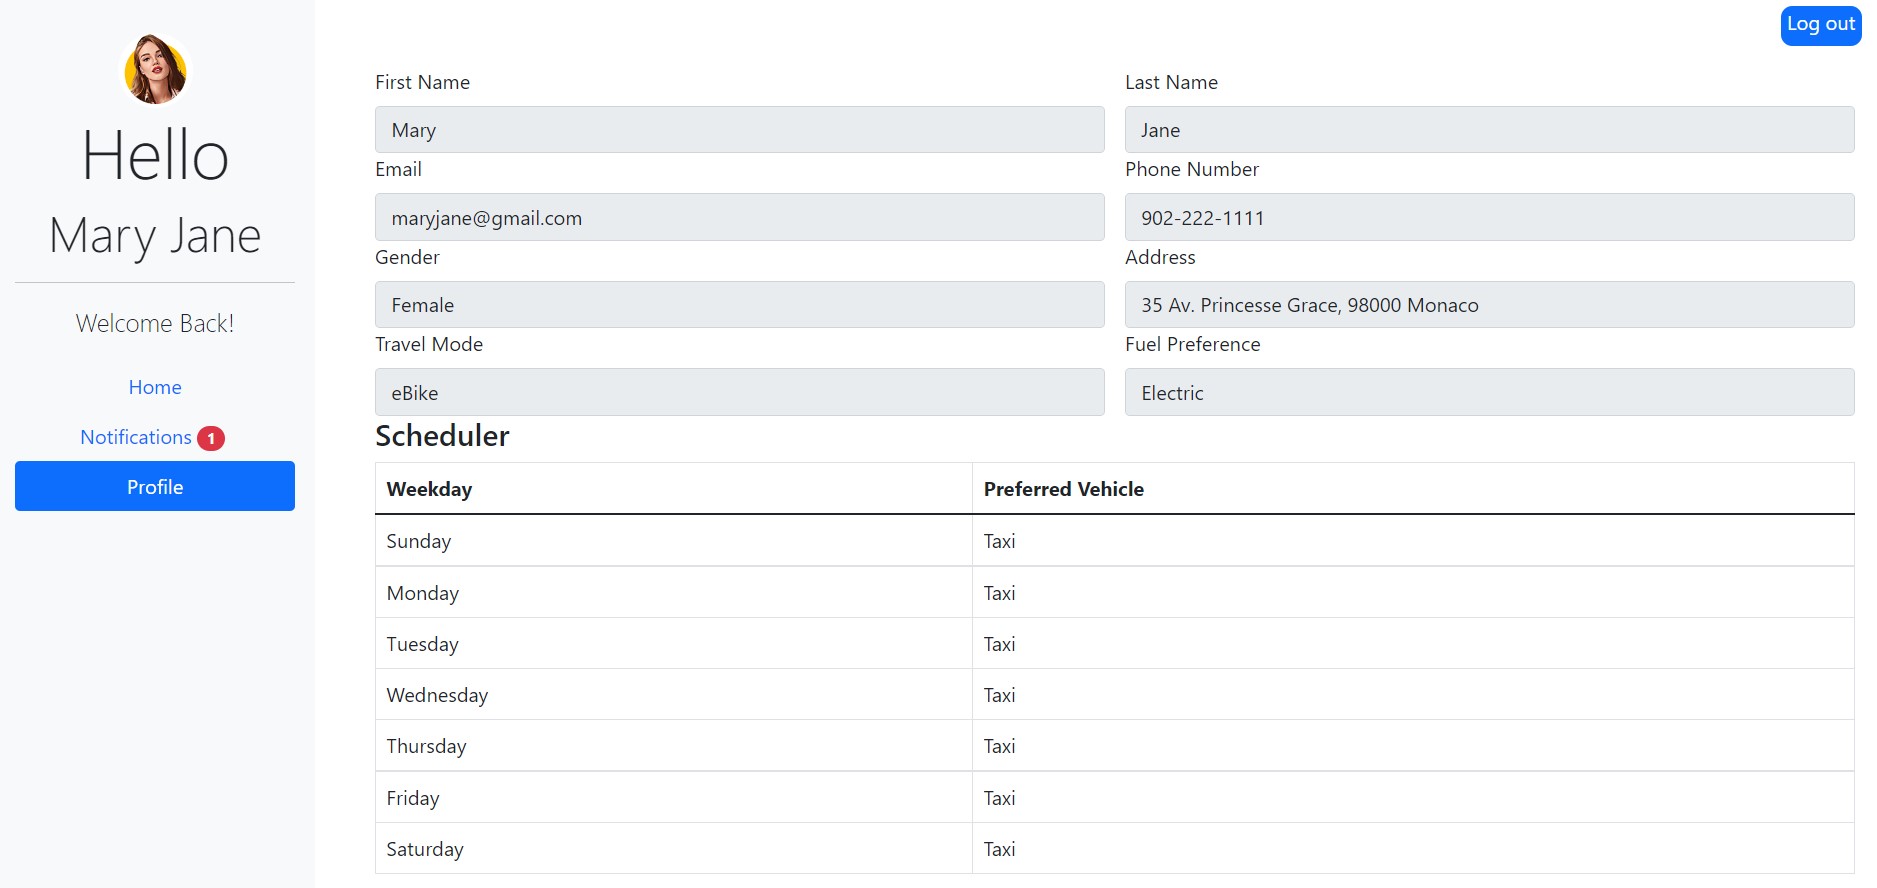 Log out
Hello
Mary Jane
Welcome Back!
Home
Notifications 1
Profile
First Name Last Name
Mary Jane
Email Phone Number
maryjane@gmail.com 902-222-1111
Gender Address
Female 35 Av. Princesse Grace, 98000 Monaco
Travel Mode Fuel Preference
eBike Electric
Scheduler
Weekday Preferred Vehicle
Sunday Taxi
Monday Taxi
Tuesday Taxi
Wednesday Taxi
Thursday Taxi
Friday Taxi
Saturday Taxi